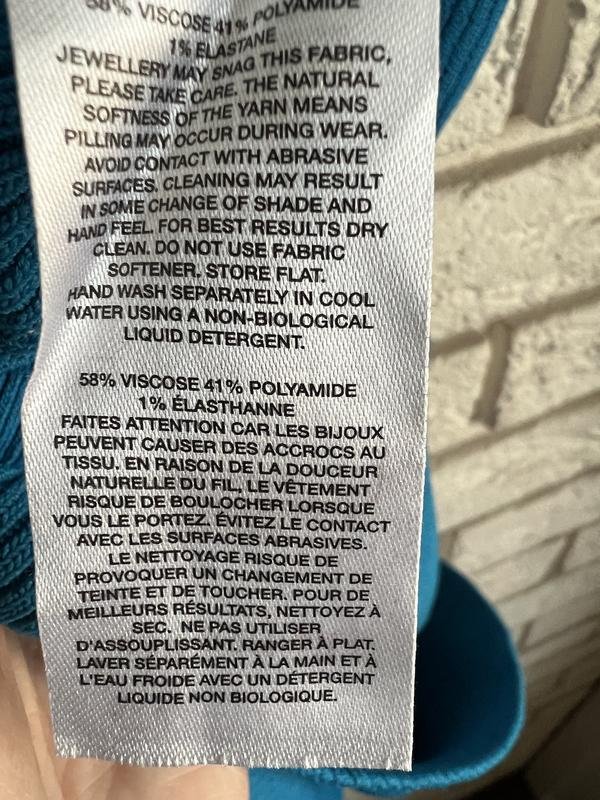 58% VISCOSE 41% POLYAMIDE
1% ELASTANE
JEWELLERY MAY SNAG THIS FABRIC,
PLEASE TAKE CARE. THE NATURAL
SOFTNESS OF THE YARN MEANS
PILLING MAY OCCUR DURING WEAR.
AVOID CONTACT WITH ABRASIVE
SURFACES. CLEANING MAY RESULT
IN SOME CHANGE OF SHADE AND
HAND FEEL. FOR BEST RESULTS DRY
CLEAN. DO NOT USE FABRIC
SOFTENER. STORE FLAT.
HAND WASH SEPARATELY IN COOL
WATER USING A NON-BIOLOGICAL
LIQUID DETERGENT.
58% VISCOSE 41% POLYAMIDE
1% ÉLASTHANNE
FAITES ATTENTION CAR LES BIJOUX
PEUVENT CAUSER DES ACCROCS AU
TISSU. EN RAISON DE LA DOUCEUR
NATURELLE DU FIL, LE VÊTEMENT
RISQUE DE BOULOCHER LORSQUE
VOUS LE PORTEZ. ÉVITEZ LE CONTACT
AVEC LES SURFACES ABRASIVES.
LE NETTOYAGE RISQUE DE
PROVOQUER UN CHANGEMENT DE
TEINTE ET DE TOUCHER. POUR DE
MEILLEURS RÉSULTATS, NETTOYEZ À
SEC. NE PAS UTILISER
D'ASSOUPLISSANT. RANGER À PLAT.
LAVER SÉPARÉMENT À LA MAIN ET À
L'EAU FROIDE AVEC UN DÉTERGENT
LIQUIDE NON BIOLOGIQUE.